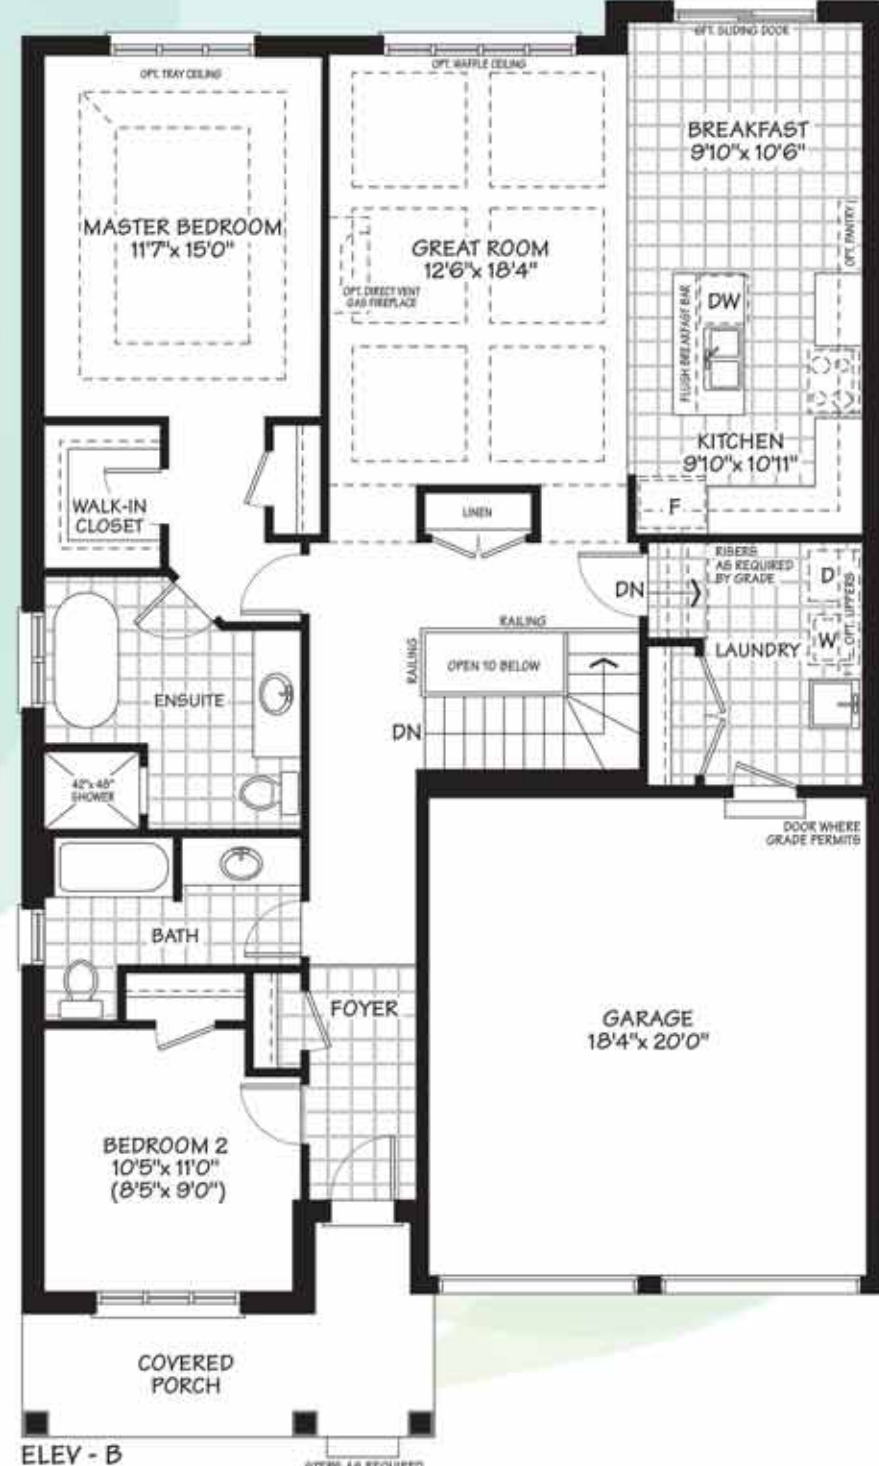 6FT. SLIDING DOOR
OPT. TRAY CEILING
OPT. WAFFLE CEILING
BREAKFAST
9'10"x 10'6"
MASTER BEDROOM
11'7"x 15'0"
GREAT ROOM
12'6"x 18'4"
OPT. PANTRY
OPT. DIRECT VENT
GAS FIREPLACE
FLUSH BREAKFAST BAR
DW
KITCHEN
9'10"x 10'11"
WALK-IN
CLOSET
LINEN
F
RISERS
AS REQUIRED
BY GRADE
D
OPT. UPPERS
DN
W
RAILING
RAILING
OPEN TO BELOW
LAUNDRY
ENSUITE
DN
42"x 48"
SHOWER
DOOR WHERE
GRADE PERMITS
BATH
FOYER
GARAGE
18'4"x 20'0"
BEDROOM 2
10'5"x 11'0"
(8'5"x 9'0")
COVERED
PORCH
ELEV - B
AS REQUIRED